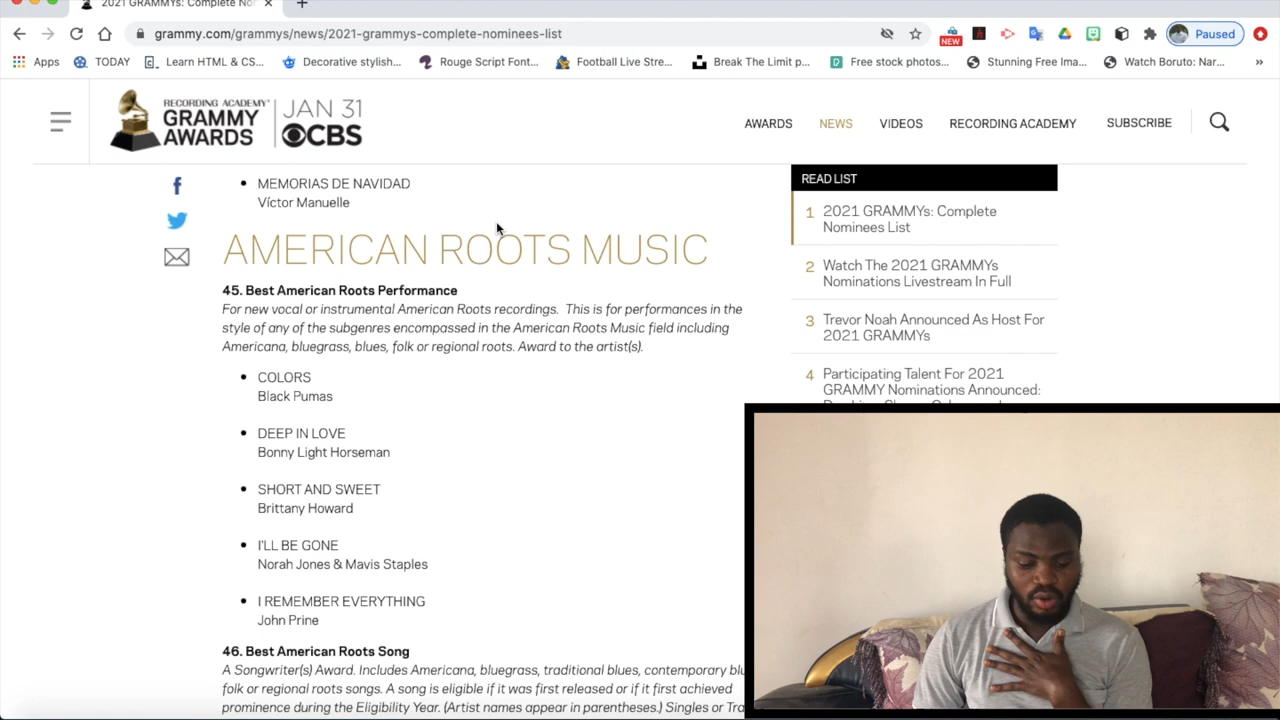 2021 GRAMMYs: Complete Nor
grammy.com/grammys/news/2021-grammys-complete-nominees-list
NEW
Paused
Apps
TODAY
Learn HTML & CS...
Decorative stylish...
Rouge Script Font...
Football Live Stre...
Break The Limit p...
Free stock photos...
Stunning Free Ima...
Watch Boruto: Nar...
»
RECORDING ACADEMY
GRAMMY
AWARDS
JAN 31
CBS
AWARDS
NEWS
VIDEOS
RECORDING ACADEMY
SUBSCRIBE
MEMORIAS DE NAVIDAD
Víctor Manuelle
AMERICAN ROOTS MUSIC
45. Best American Roots Performance
For new vocal or instrumental American Roots recordings. This is for performances in the
style of any of the subgenres encompassed in the American Roots Music field including
Americana, bluegrass, blues, folk or regional roots. Award to the artist(s).
COLORS
Black Pumas
DEEP IN LOVE
Bonny Light Horseman
SHORT AND SWEET
Brittany Howard
I'LL BE GONE
Norah Jones & Mavis Staples
I REMEMBER EVERYTHING
John Prine
46. Best American Roots Song
A Songwriter(s) Award. Includes Americana, bluegrass, traditional blues, contemporary blu
folk or regional roots songs. A song is eligible if it was first released or if it first achieved
prominence during the Eligibility Year. (Artist names appear in parentheses.) Singles or Tra
READ LIST
1 2021 GRAMMYs: Complete
Nominees List
2 Watch The 2021 GRAMMYs
Nominations Livestream In Full
3 Trevor Noah Announced As Host For
2021 GRAMMYs
4 Participating Talent For 2021
GRAMMY Nominations Announced: